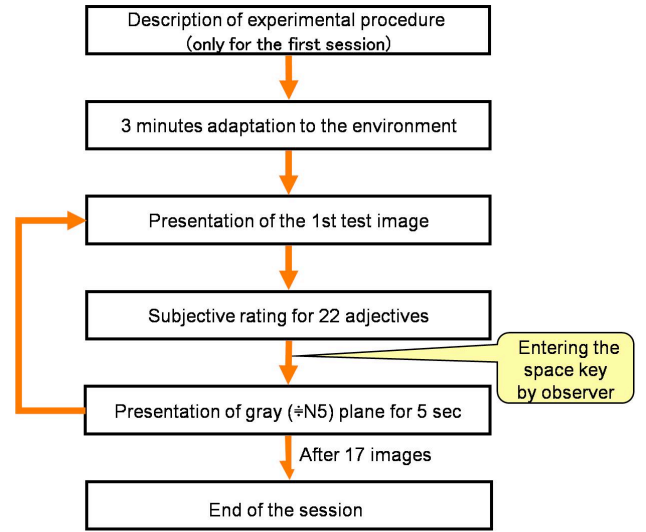 Description of experimental procedure
(only for the first session)
3 minutes adaptation to the environment
Presentation of the 1st test image
Subjective rating for 22 adjectives
Entering the
space key
by observer
Presentation of gray (≑N5) plane for 5 sec
After 17 images
End of the session